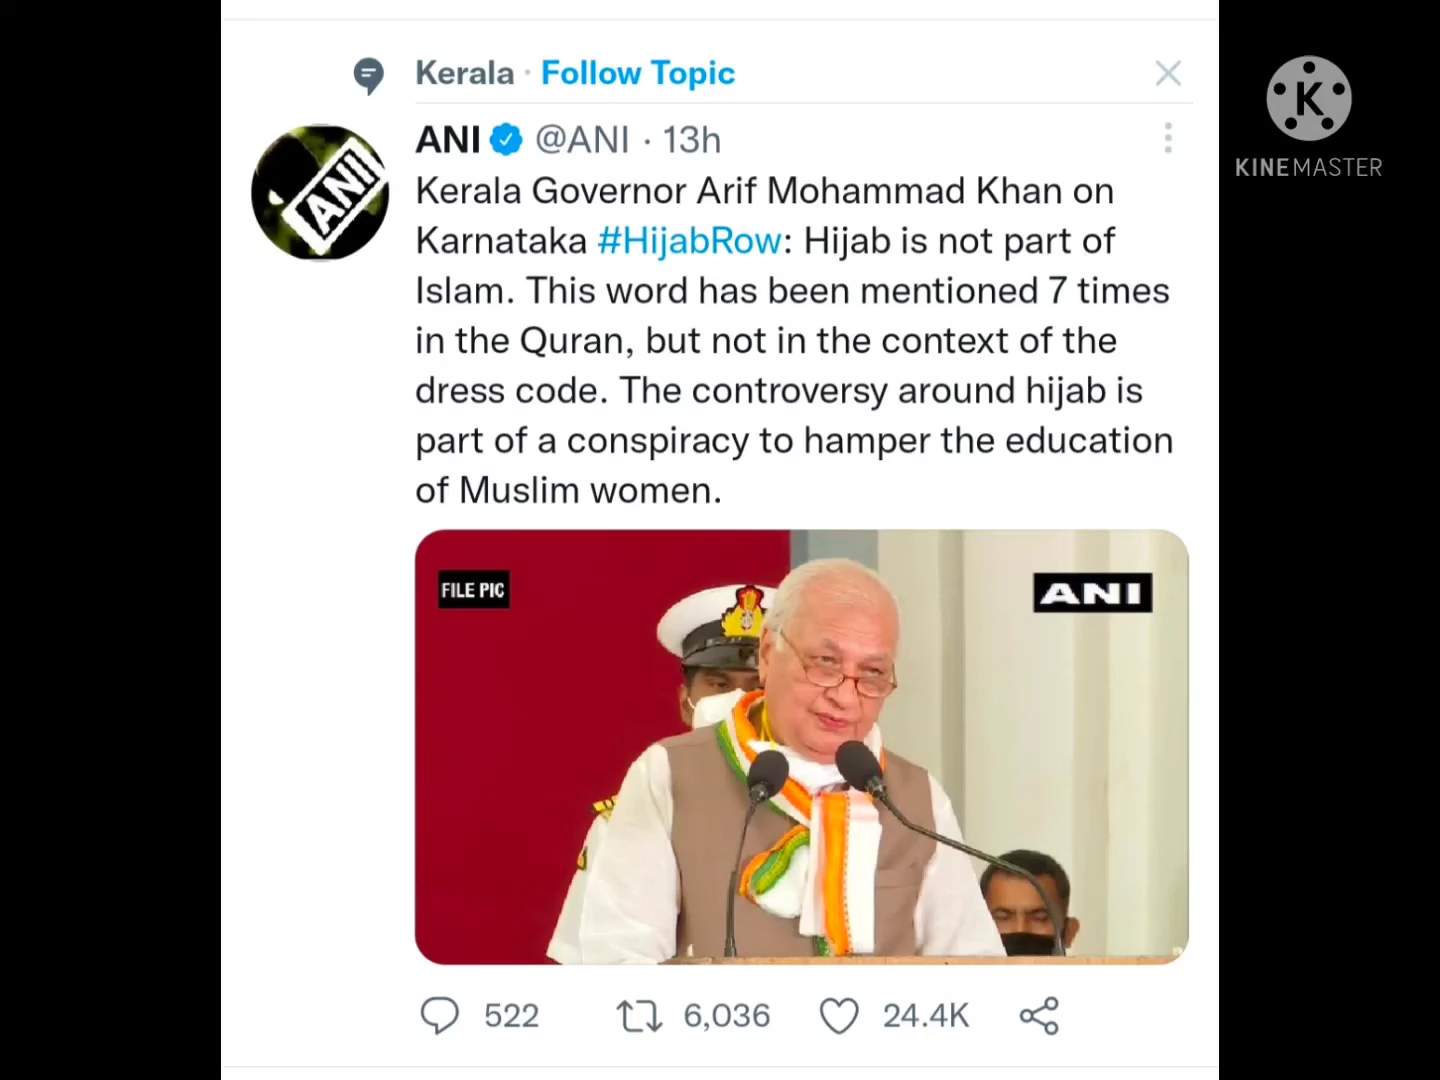 Kerala · Follow Topic
ANI @ANI · 13h
Kerala Governor Arif Mohammad Khan on
Karnataka #HijabRow: Hijab is not part of
Islam. This word has been mentioned 7 times
in the Quran, but not in the context of the
dress code. The controversy around hijab is
part of a conspiracy to hamper the education
of Muslim women.
FILE PIC
ANI
522 6,036 24.4K
ANI
K
KINEMASTER